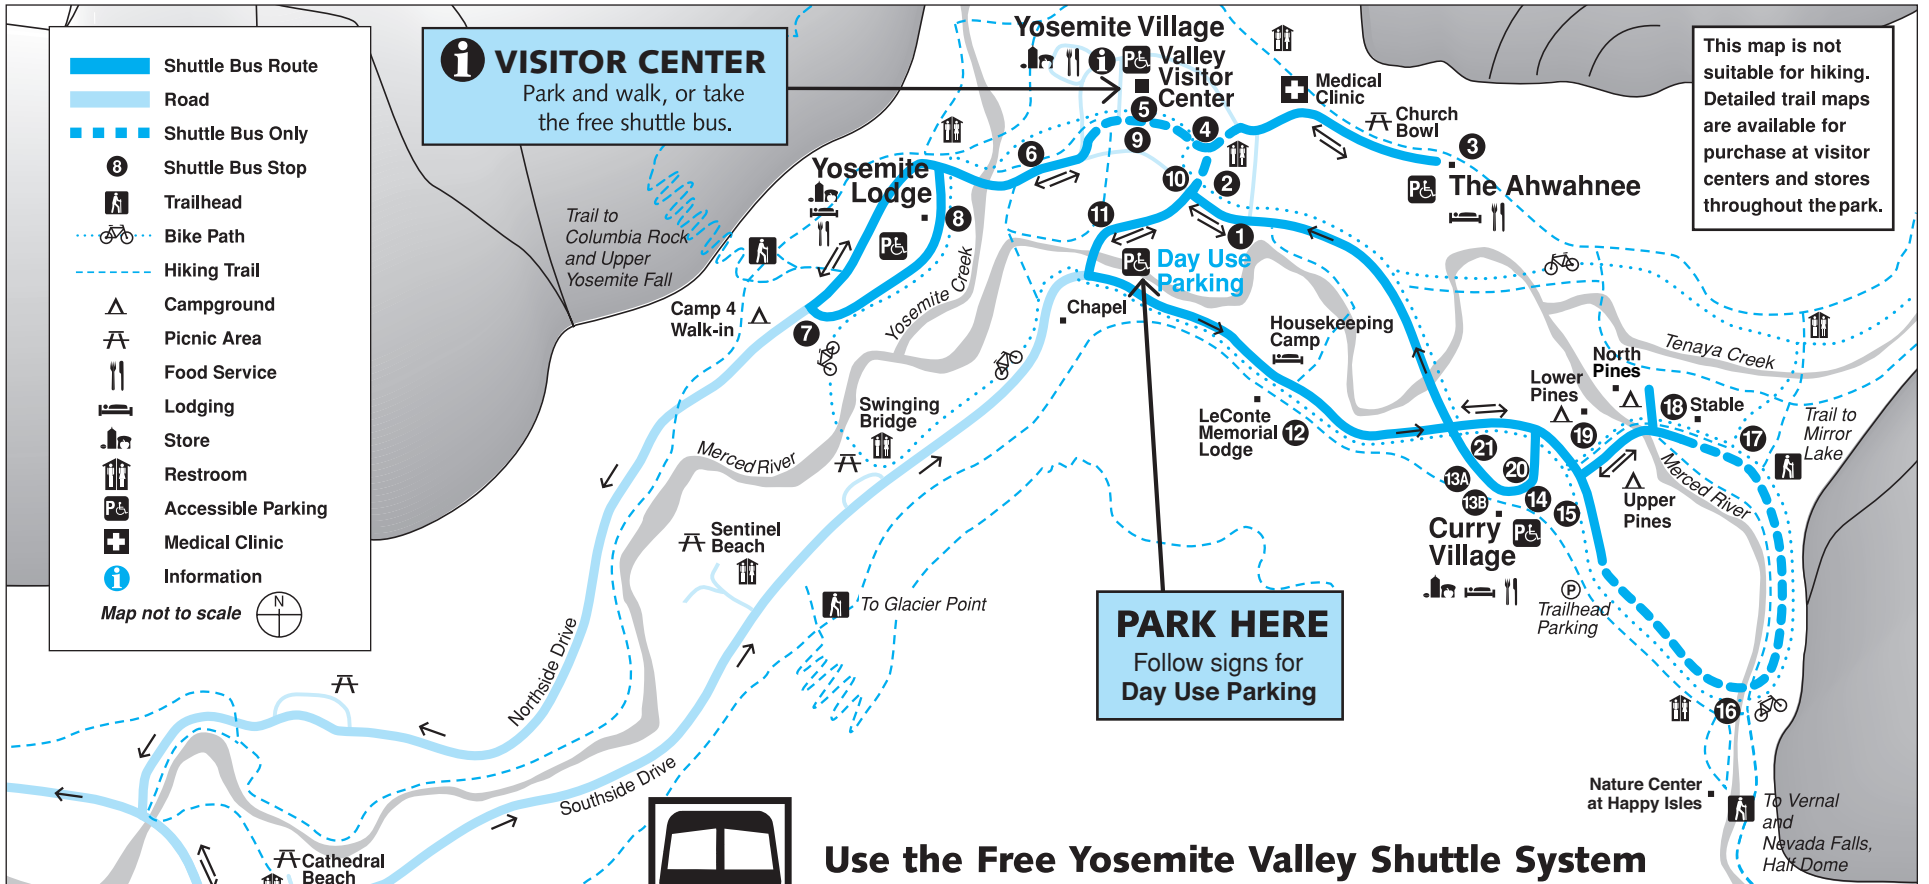 Shuttle Bus Route
Road
Shuttle Bus Only
8
Shuttle Bus Stop
Trailhead
Bike Path
Hiking Trail
Campground
Picnic Area
Food Service
Lodging
Store
Restroom
P
Accessible Parking
Medical Clinic
i
Information
Map not to scale
N
i VISITOR CENTER
Park and walk, or take
the free shuttle bus.
Yosemite Village
i
P
Valley
Visitor
Center
5
9
4
6
10
2
11
1
Medical
Clinic
Church
Bowl
3
P
The Ahwahnee
This map is not
suitable for hiking.
Detailed trail maps
are available for
purchase at visitor
centers and stores
throughout the park.
Yosemite
Lodge
8
P
Trail to
Columbia Rock
and Upper
Yosemite Fall
Camp 4
Walk-in
7
Yosemite Creek
P
Day Use
Parking
Chapel
Housekeeping
Camp
LeConte
Memorial
Lodge
12
Swinging
Bridge
Merced River
Sentinel
Beach
To Glacier Point
Northside Drive
Southside Drive
Cathedral
Beach
PARK HERE
Follow signs for
Day Use Parking
Tenaya Creek
North
Pines
Lower
Pines
18
Stable
19
17
Trail to
Mirror
Lake
21
20
13A
13B
14
15
Curry
Village
P
Upper
Pines
Merced River
P
Trailhead
Parking
16
Nature Center
at Happy Isles
To Vernal
and
Nevada Falls,
Half Dome
Use the Free Yosemite Valley Shuttle System